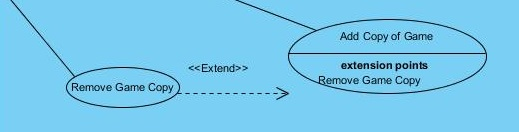 Add Copy of Game
<<Extend>>
extension points
Remove Game Copy
Remove Game Copy